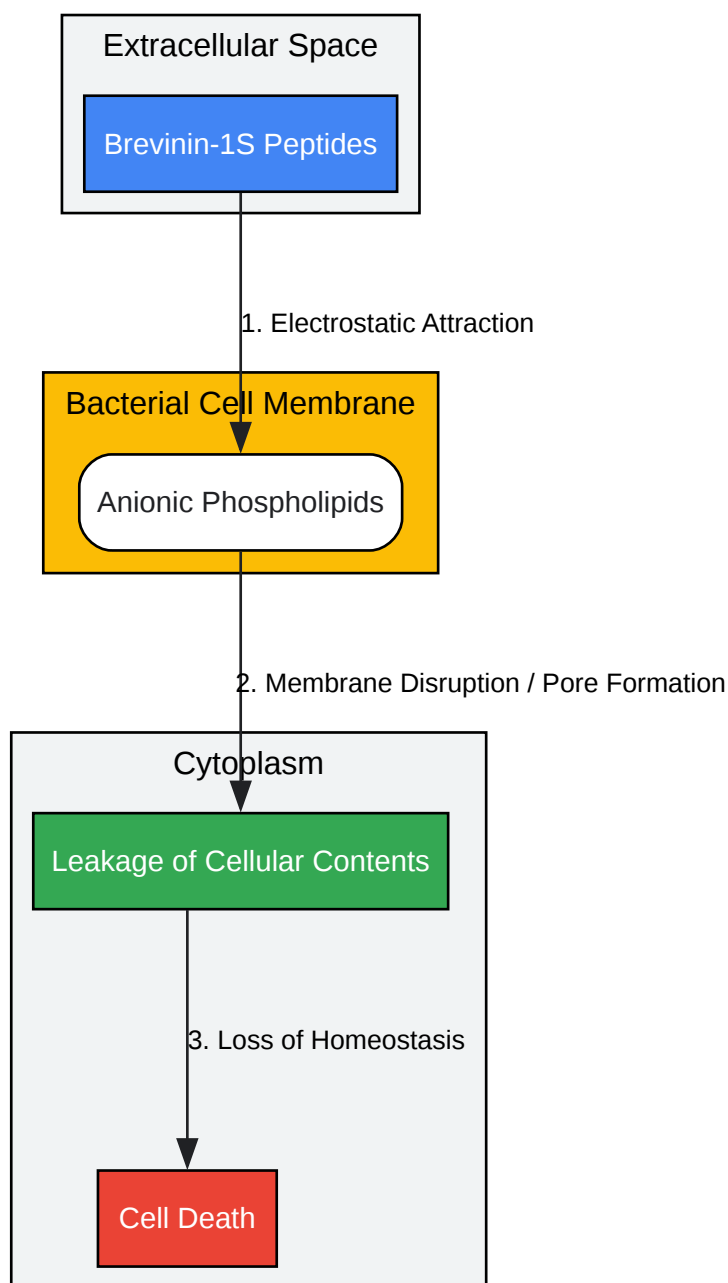 Extracellular Space
Brevinin-1S Peptides
1. Electrostatic Attraction
Bacterial Cell Membrane
Anionic Phospholipids
2. Membrane Disruption / Pore Formation
Cytoplasm
Leakage of Cellular Contents
3. Loss of Homeostasis
Cell Death